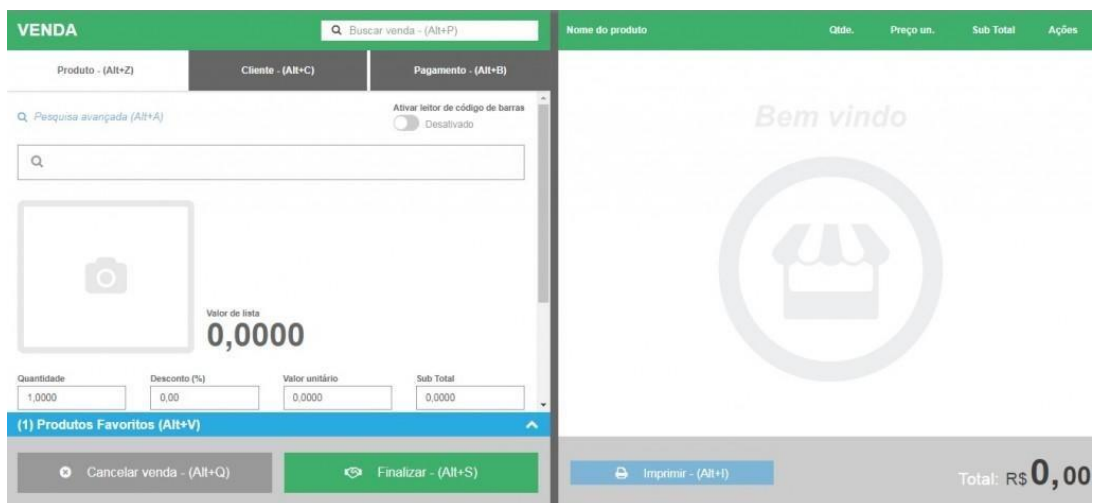 VENDA
Buscar venda - (Alt+P)
Produto - (Alt+Z)
Cliente - (Alt+C)
Pagamento - (Alt+B)
Pesquisa avançada (Alt+A)
Ativar leitor de código de barras
Desativado
Valor de lista
0,0000
Quantidade
Desconto (%)
Valor unitário
Sub Total
1,0000
0,00
0,0000
0,0000
(1) Produtos Favoritos (Alt+V)
Cancelar venda - (Alt+Q)
Finalizar - (Alt+S)
Nome do produto
Qtde.
Preço un.
Sub Total
Ações
Bem vindo
Imprimir - (Alt+I)
Total: R$0,00